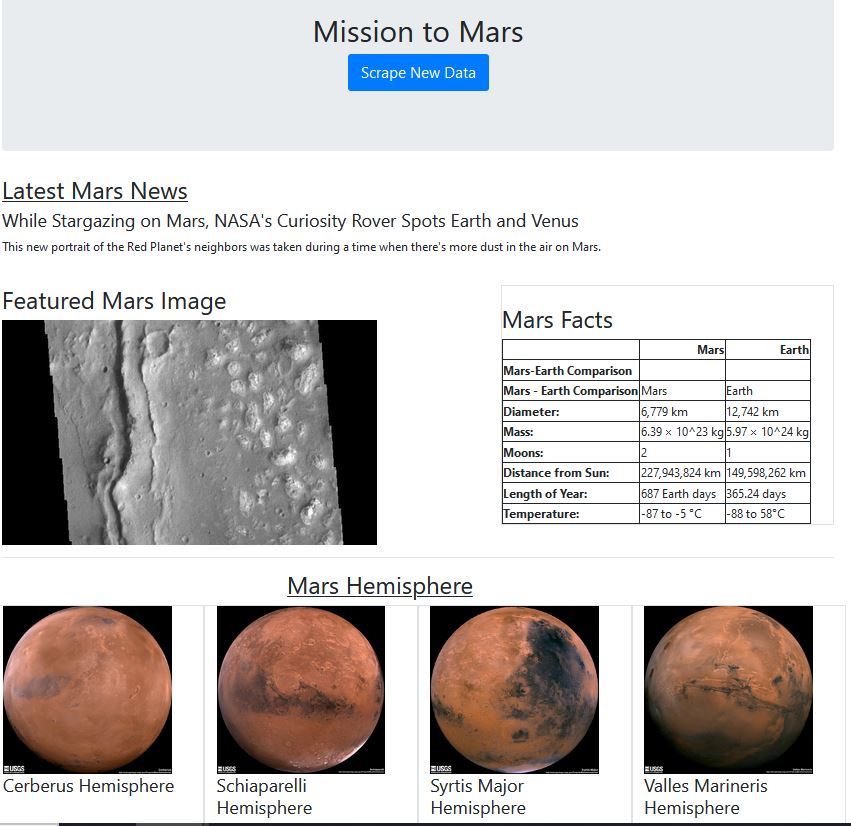 Mission to Mars
Scrape New Data
Latest Mars News
While Stargazing on Mars, NASA's Curiosity Rover Spots Earth and Venus
This new portrait of the Red Planet's neighbors was taken during a time when there's more dust in the air on Mars.
Featured Mars Image
Mars Facts
Mars Earth
Mars-Earth Comparison
Mars - Earth Comparison Mars Earth
Diameter: 6,779 km 12,742 km
Mass: 6.39 × 10^23 kg 5.97 × 10^24 kg
Moons: 2 1
Distance from Sun: 227,943,824 km 149,598,262 km
Length of Year: 687 Earth days 365.24 days
Temperature: -87 to -5 °C -88 to 58°C
Mars Hemisphere
USGS
USGS
USGS
USGS
Cerberus Hemisphere
Schiaparelli
Hemisphere
Syrtis Major
Hemisphere
Valles Marineris
Hemisphere